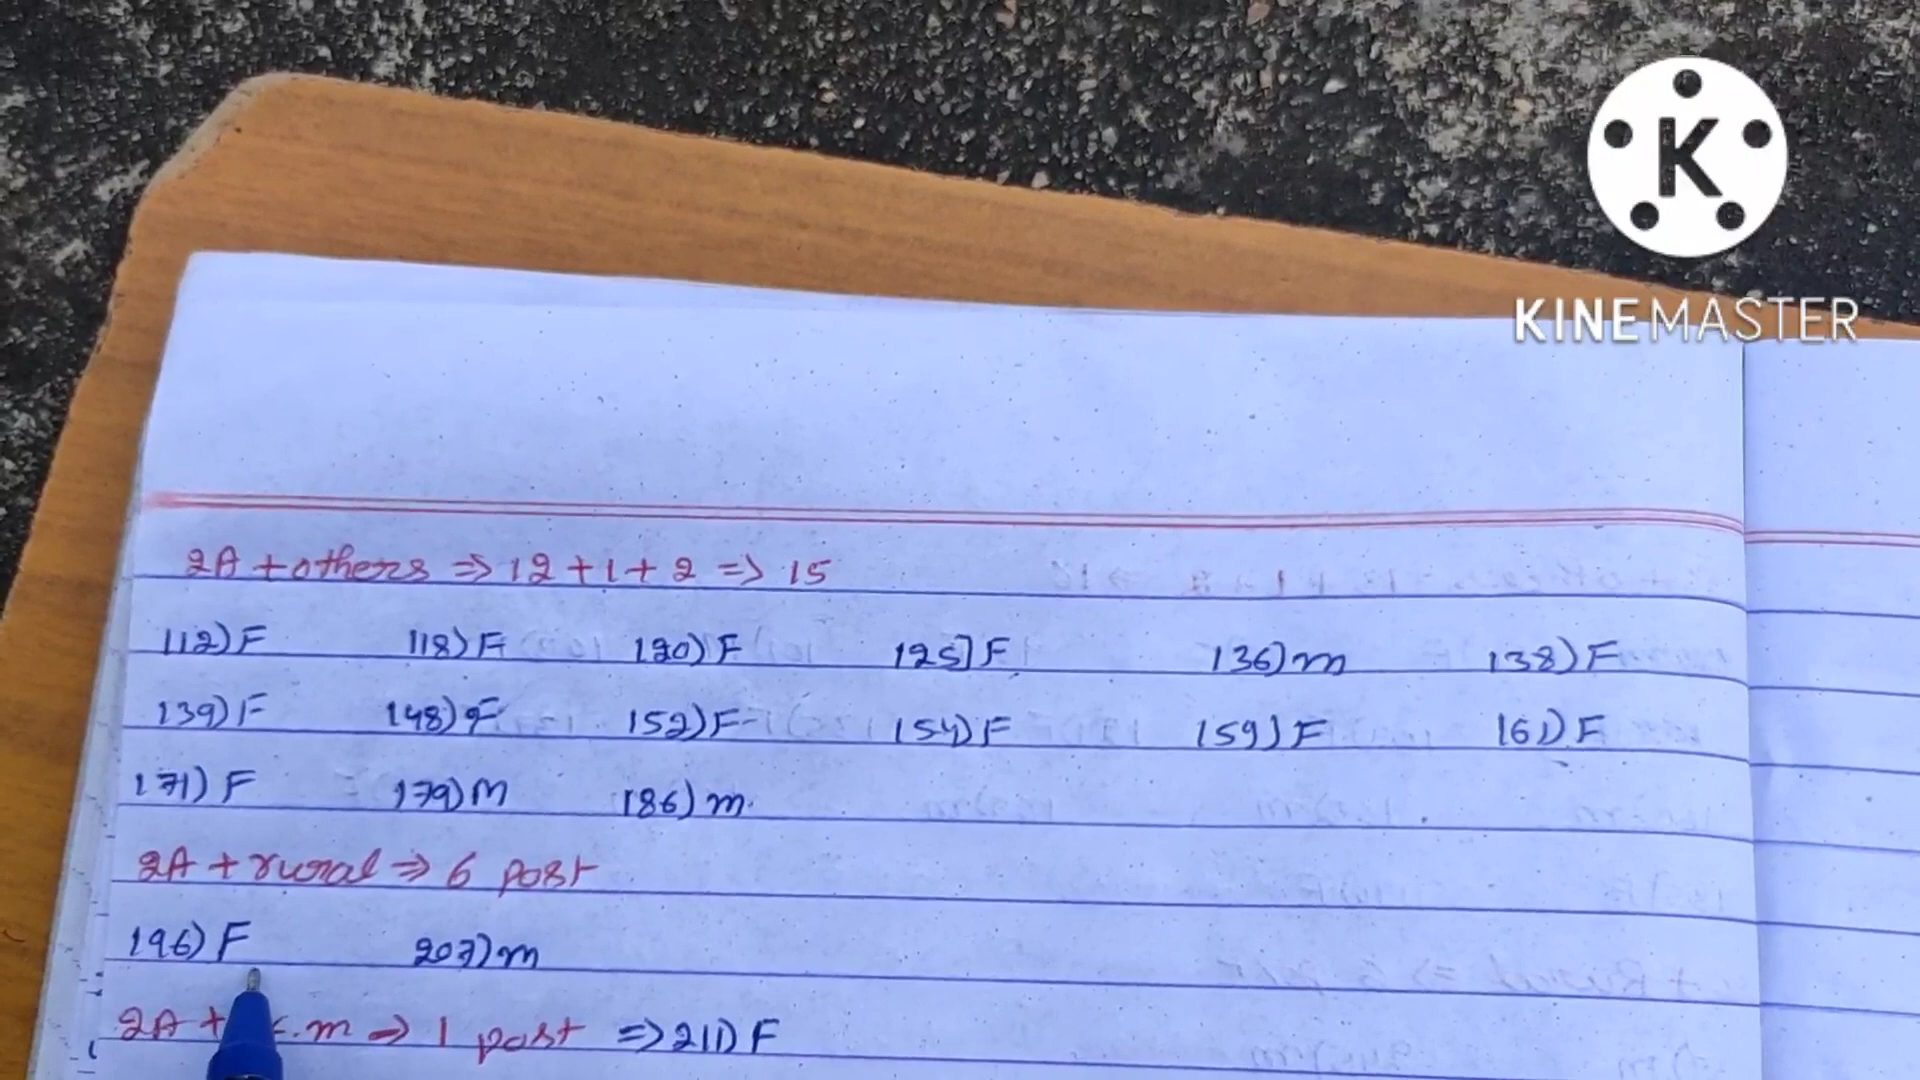 K
KINEMASTER
2A + others => 12 + 1 + 2 => 15
112) F 118) F 120) F 125] F 136) m 138) F
139) F 148) F 152) F 154) F 159) F 161) F
171) F 179) M 186) m
2A + rural => 6 post
196) F 207) m
2A + .m => 1 post => 211) F